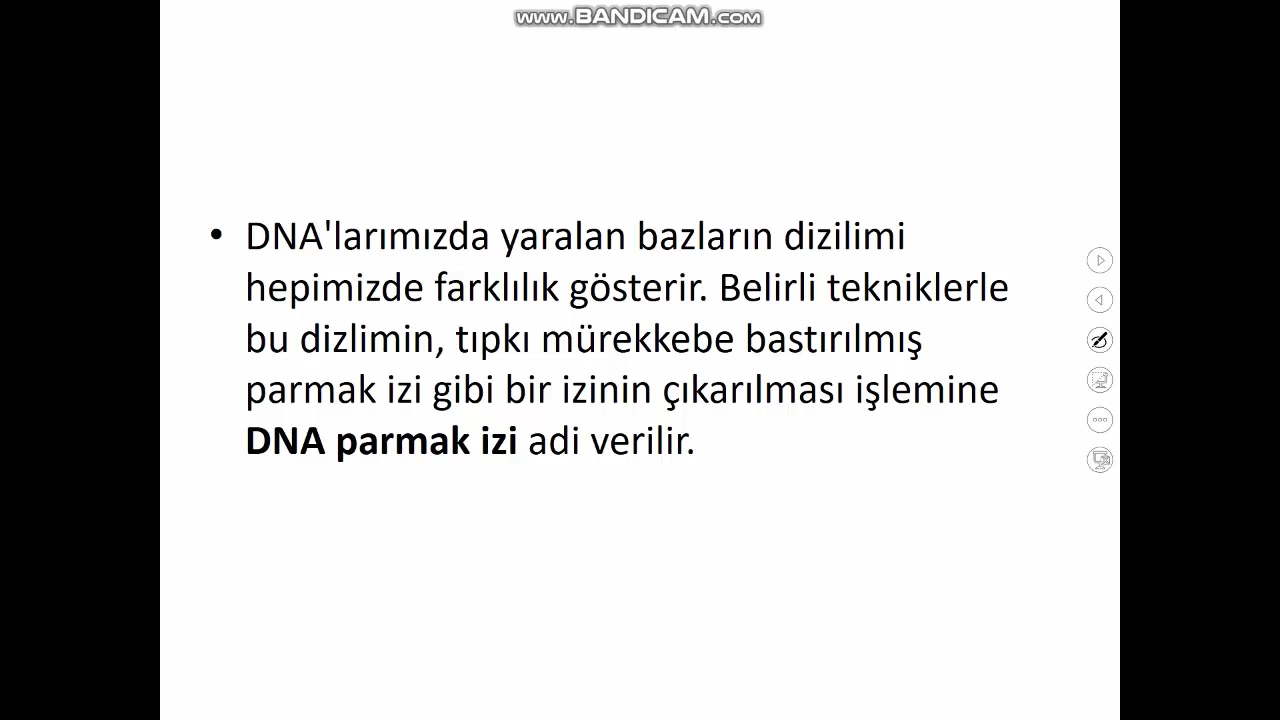 www.BANDICAM.com
• DNA'larımızda yaralan bazların dizilimi
hepimizde farklılık gösterir. Belirli tekniklerle
bu dizlimin, tıpkı mürekkebe bastırılmış
parmak izi gibi bir izinin çıkarılması işlemine
DNA parmak izi adi verilir.